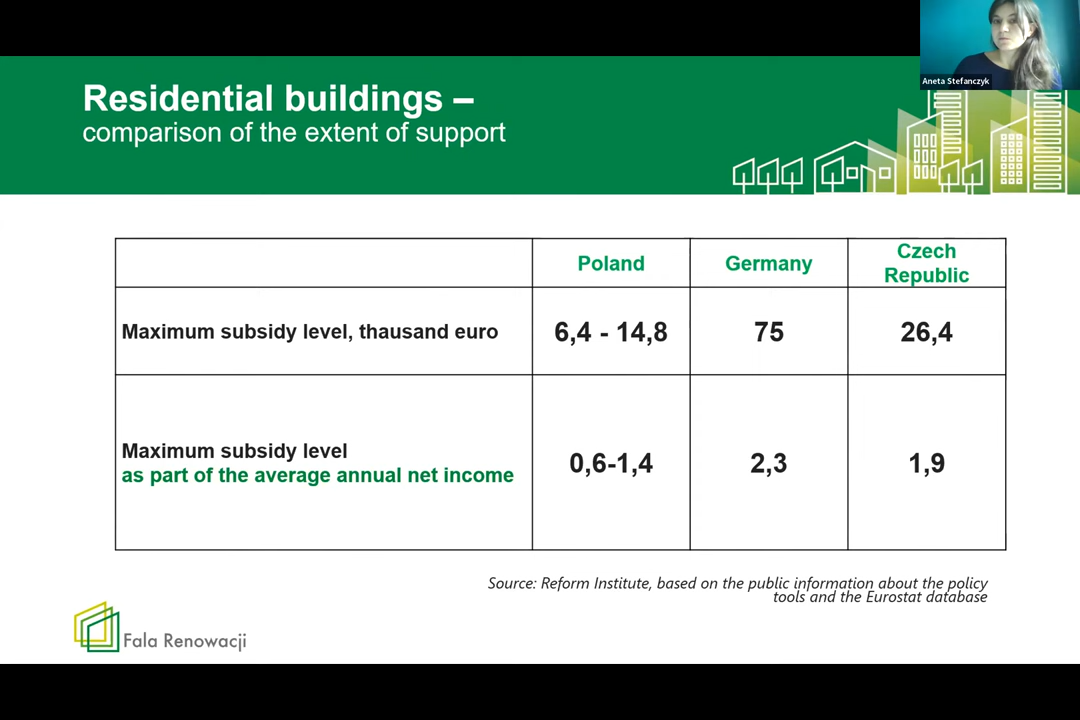 Aneta Stefanczyk
Residential buildings –
comparison of the extent of support
Poland
Germany
Czech
Republic
Maximum subsidy level, thausand euro
6,4 - 14,8
75
26,4
Maximum subsidy level
as part of the average annual net income
0,6-1,4
2,3
1,9
Source: Reform Institute, based on the public information about the policy
tools and the Eurostat database
Fala Renowacji